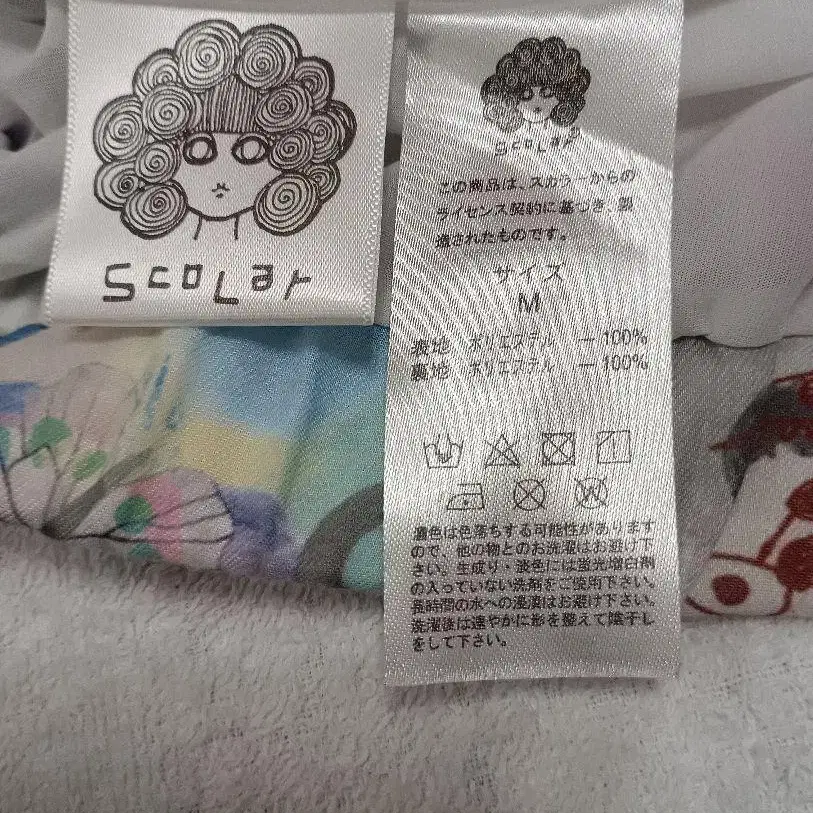 scolar
scolar
この商品は、スカラーからの
ライセンス契約に基づき、製
造されたものです。
サイズ
M
表地 ポリエステル — 100%
裏地 ポリエステル — 100%
濃色は色落ちする可能性があります
ので、他の物とのお洗濯はお避け下
さい。生成り・淡色には蛍光増白剤
の入っていない洗剤をご使用下さい。
長時間の水への浸漬はお避け下さい。
洗濯後は速やかに形を整えて陰干し
をして下さい。